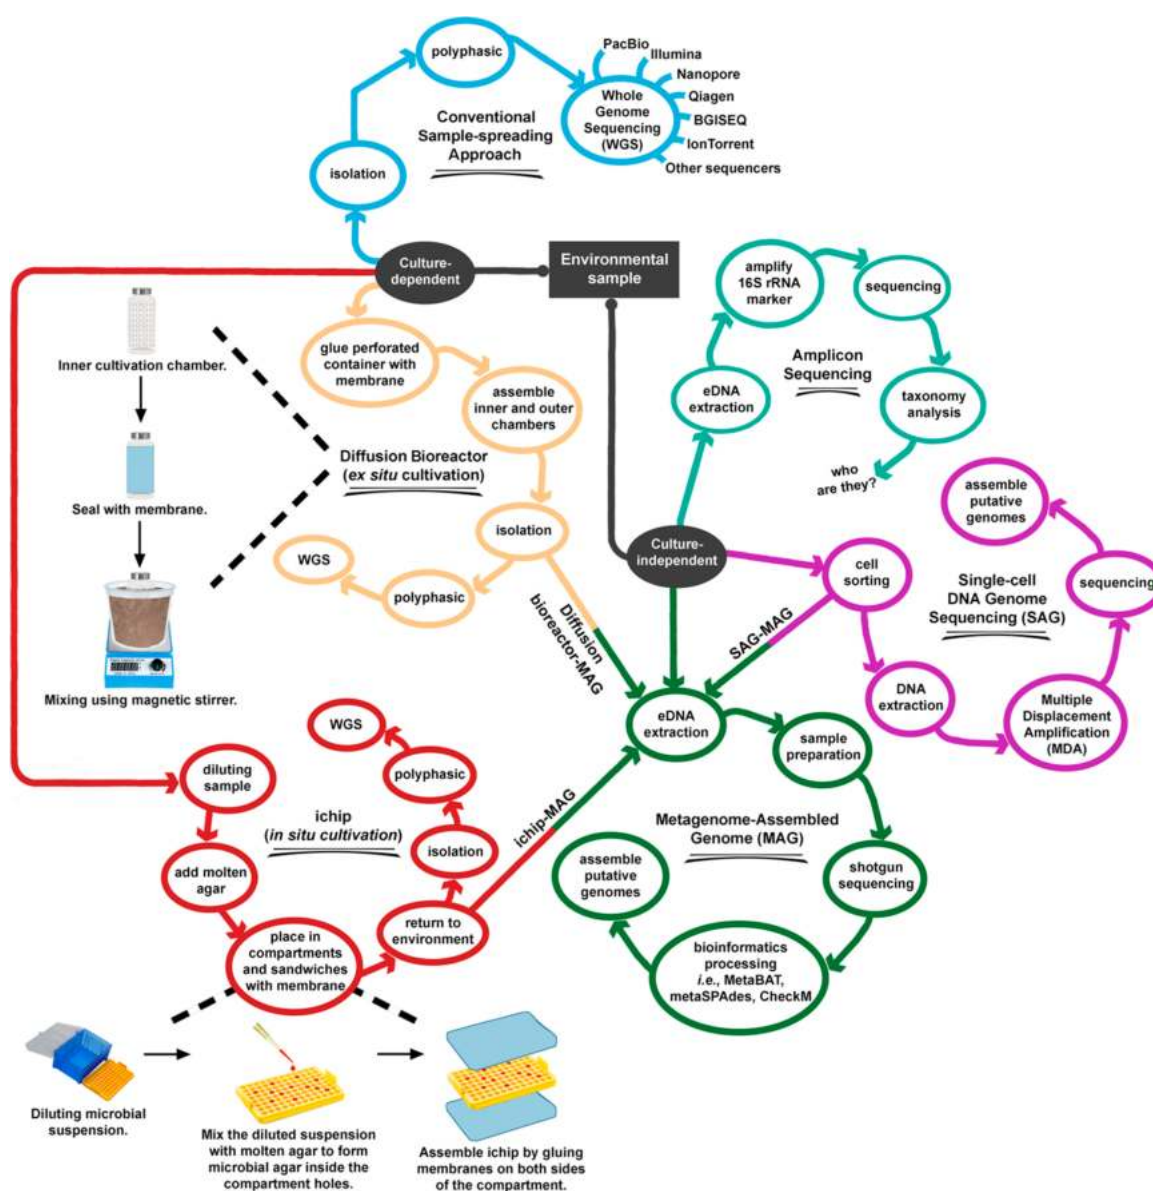 PacBio
Illumina
Nanopore
Qiagen
BGISEQ
IonTorrent
Other sequencers
polyphasic
Whole
Genome
Sequencing
(WGS)
Conventional
Sample-spreading
Approach
isolation
Culture-
dependent
Environmental
sample
amplify
16S rRNA
marker
sequencing
Amplicon
Sequencing
eDNA
extraction
taxonomy
analysis
who
are they?
glue perforated
container with
membrane
assemble
inner and outer
chambers
Inner cultivation chamber.
Seal with membrane.
Mixing using magnetic stirrer.
Diffusion Bioreactor
(ex situ cultivation)
isolation
WGS
polyphasic
Diffusion
bioreactor-MAG
Culture-
independent
cell
sorting
SAG-MAG
assemble
putative
genomes
sequencing
Single-cell
DNA Genome
Sequencing (SAG)
DNA
extraction
Multiple
Displacement
Amplification
(MDA)
eDNA
extraction
sample
preparation
Metagenome-Assembled
Genome (MAG)
shotgun
sequencing
assemble
putative
genomes
bioinformatics
processing
i.e., MetaBAT,
metaSPAdes, CheckM
WGS
polyphasic
diluting
sample
ichip
(in situ cultivation)
isolation
ichip-MAG
add molten
agar
return to
environment
place in
compartments
and sandwiches
with membrane
Diluting microbial
suspension.
Mix the diluted suspension
with molten agar to form
microbial agar inside the
compartment holes.
Assemble ichip by gluing
membranes on both sides
of the compartment.